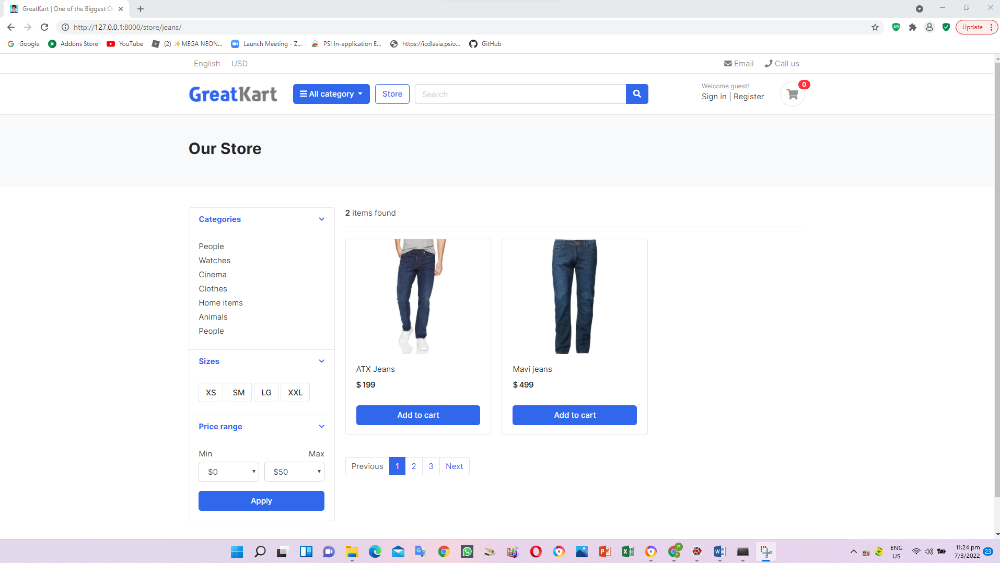 GreatKart | One of the Biggest O
http://127.0.0.1:8000/store/jeans/
Update
Google
Addons Store
YouTube
(2) ✨MEGA NEON...
Launch Meeting - Z...
PSI In-application E...
https://icdlasia.psio...
GitHub
English USD
Email Call us
GreatKart
All category
Store
Search
Welcome guest!
Sign in | Register
0
Our Store
Categories
People
Watches
Cinema
Clothes
Home items
Animals
People
Sizes
XS SM LG XXL
Price range
Min Max
$0 $50
Apply
2 items found
ATX Jeans
$ 199
Add to cart
Mavi jeans
$ 499
Add to cart
Previous 1 2 3 Next
ENG
US
11:24 pm
7/3/2022
23